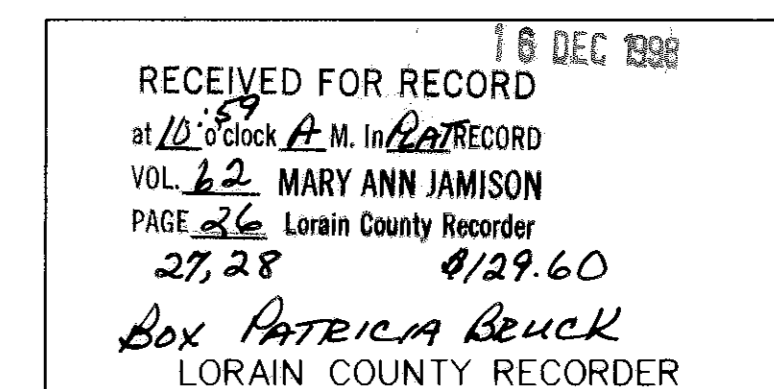 16 DEC 1998
RECEIVED FOR RECORD
at 10:59 o'clock A M. In PLAT RECORD
VOL. 62 MARY ANN JAMISON
PAGE 26 Lorain County Recorder
27, 28 $129.60
BOX PATRICIA BRUCK
LORAIN COUNTY RECORDER